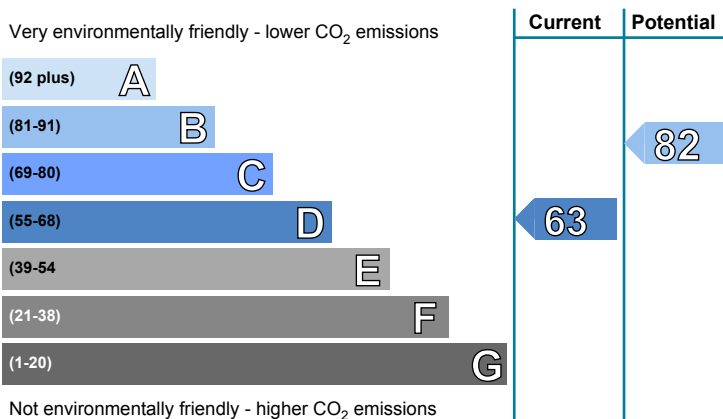 Current Potential
Very environmentally friendly - lower CO2 emissions
(92 plus) A
(81-91) B
82
(69-80) C
(55-68) D
63
(39-54 E
(21-38) F
(1-20) G
Not environmentally friendly - higher CO2 emissions